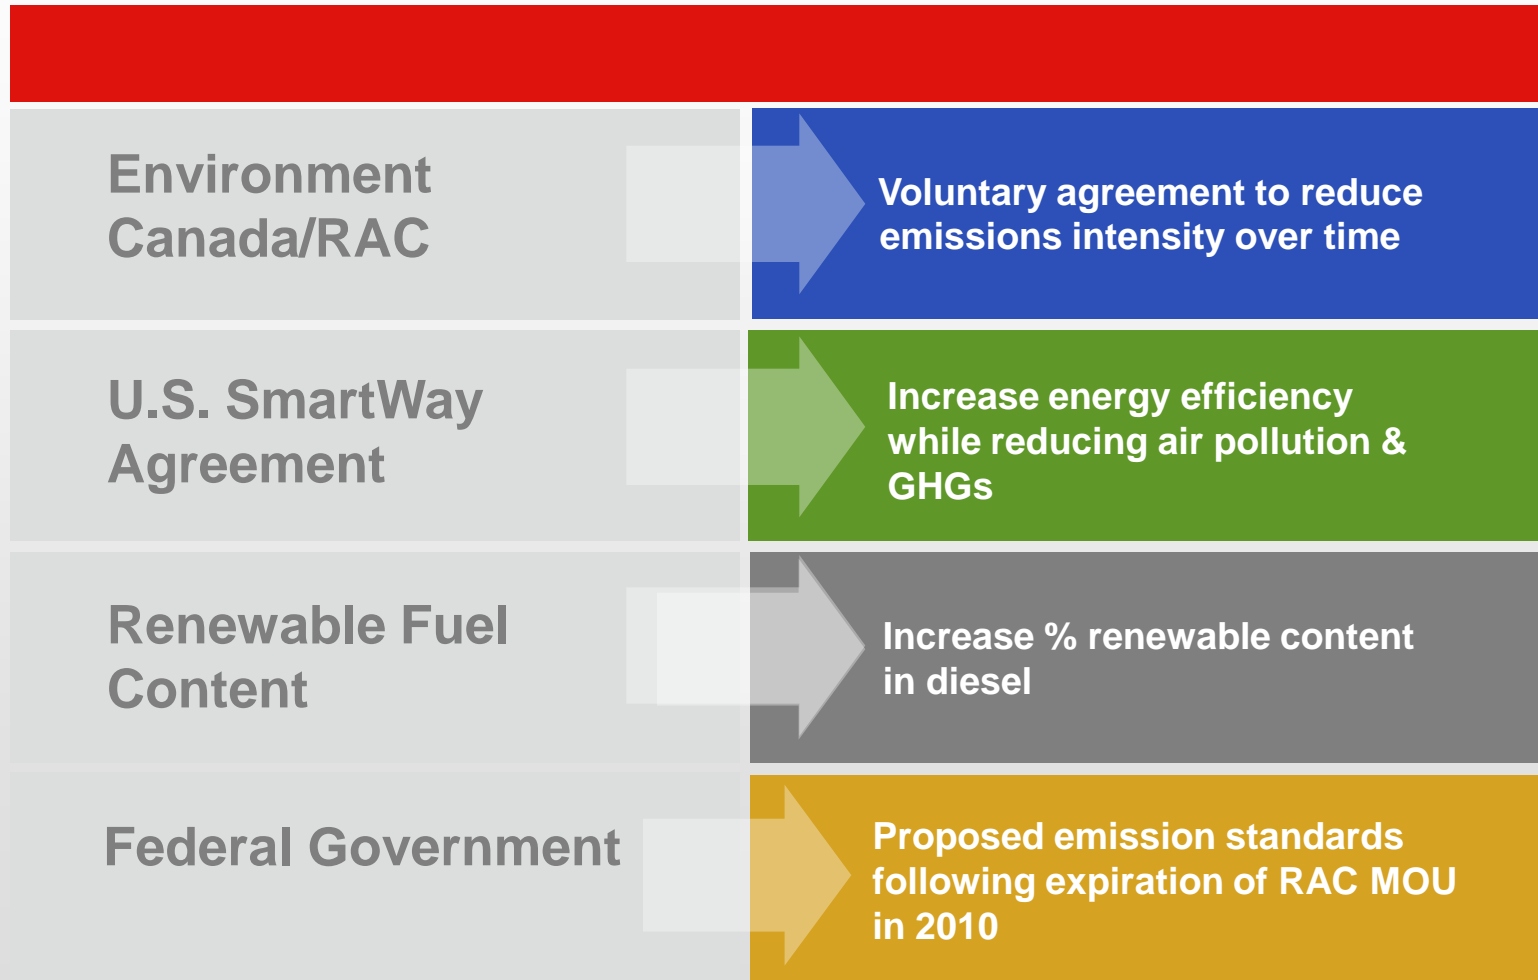 Environment
Canada/RAC
Voluntary agreement to reduce
emissions intensity over time
U.S. SmartWay
Agreement
Increase energy efficiency
while reducing air pollution &
GHGs
Renewable Fuel
Content
Increase % renewable content
in diesel
Federal Government
Proposed emission standards
following expiration of RAC MOU
in 2010